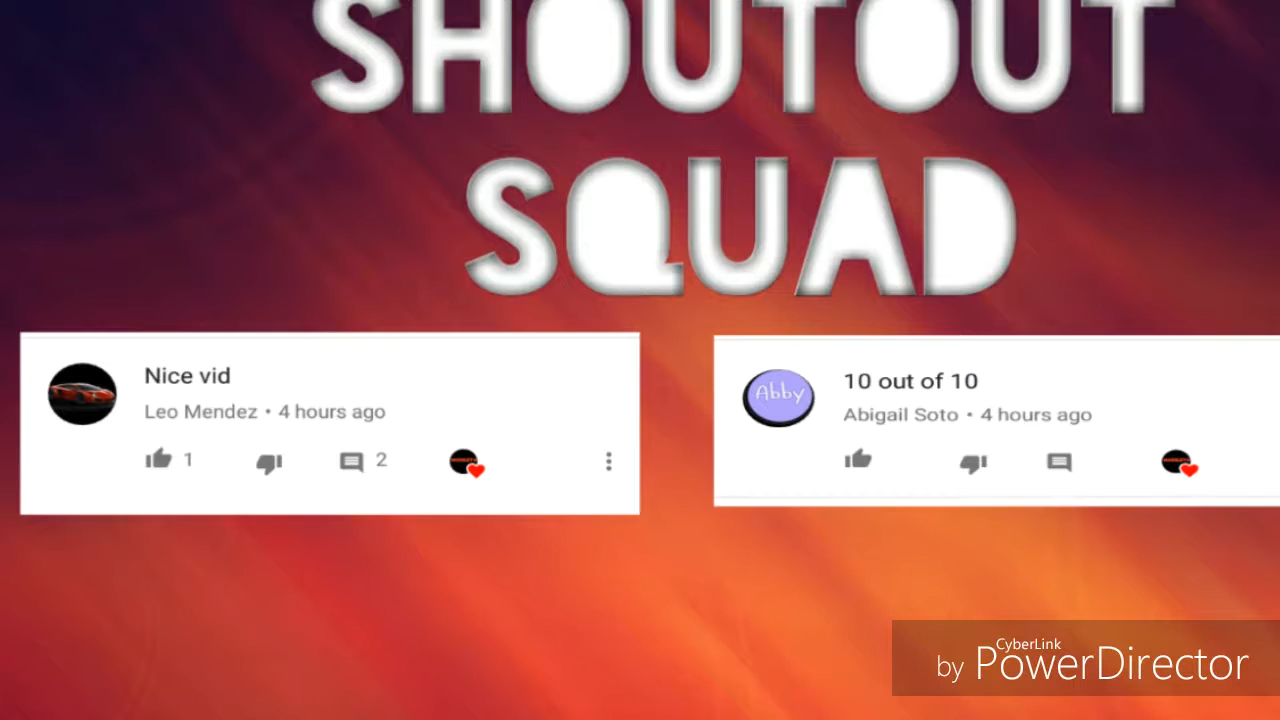 SHOUTOUT
SQUAD
Nice vid
Leo Mendez • 4 hours ago
1
2
10 out of 10
Abby
Abigail Soto • 4 hours ago
by CyberLink PowerDirector